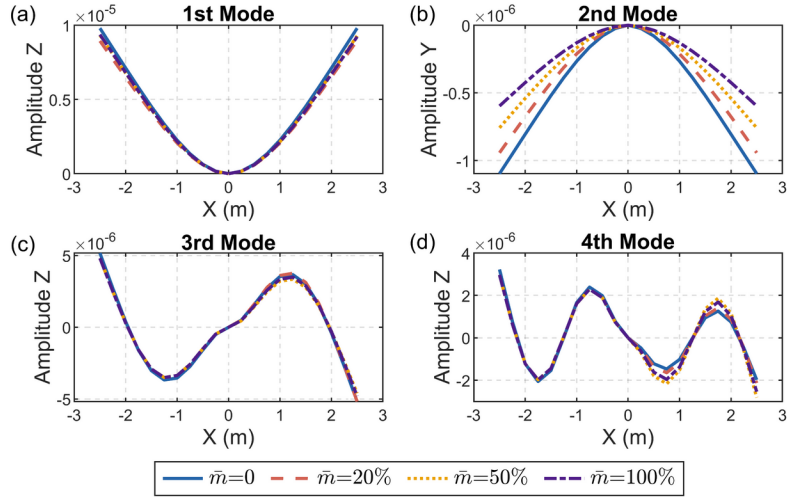 (a) 1st Mode
×10⁻⁵
Amplitude Z
1
0.5
0
-3 -2 -1 0 1 2 3
X (m)
(b) 2nd Mode
×10⁻⁶
Amplitude Y
0
-0.5
-1
-3 -2 -1 0 1 2 3
X (m)
(c) 3rd Mode
×10⁻⁶
Amplitude Z
5
0
-5
-3 -2 -1 0 1 2 3
X (m)
(d) 4th Mode
×10⁻⁶
Amplitude Z
4
2
0
-2
-3 -2 -1 0 1 2 3
X (m)
m̄=0 m̄=20% m̄=50% m̄=100%